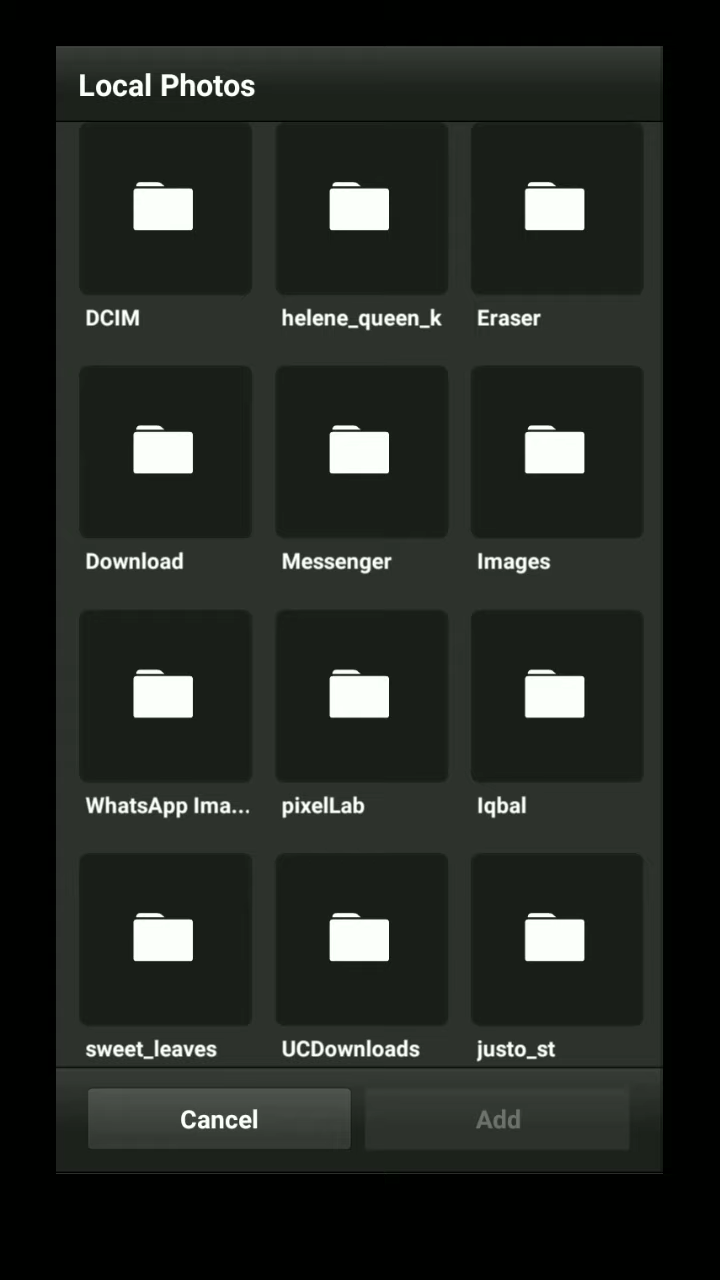 Local Photos
DCIM
helene_queen_k
Eraser
Download
Messenger
Images
WhatsApp Ima...
pixelLab
Iqbal
sweet_leaves
UCDownloads
justo_st
Cancel
Add